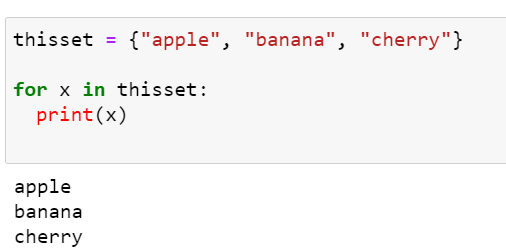 thisset = {"apple", "banana", "cherry"}
for x in thisset:
  print(x)
apple
banana
cherry